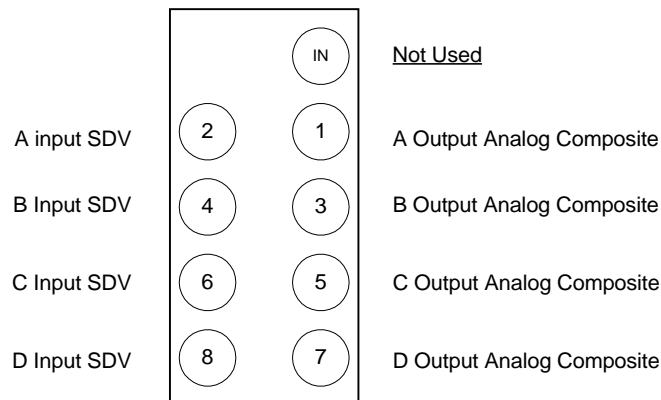 IN Not Used
A input SDV 2 1 A Output Analog Composite
B Input SDV 4 3 B Output Analog Composite
C Input SDV 6 5 C Output Analog Composite
D Input SDV 8 7 D Output Analog Composite